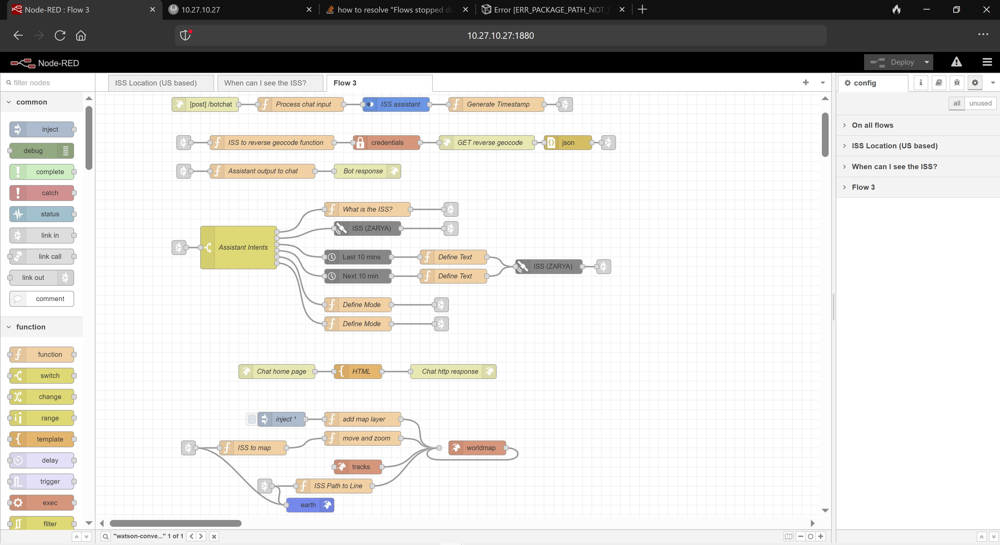 Node-RED : Flow 3
10.27.10.27
how to resolve "Flows stopped du
Error [ERR_PACKAGE_PATH_NOT_E
10.27.10.27:1880
Node-RED
Deploy
filter nodes
ISS Location (US based)
When can I see the ISS?
Flow 3
config
all
unused
On all flows
ISS Location (US based)
When can I see the ISS?
Flow 3
common
inject
debug
complete
catch
status
link in
link call
link out
comment
function
function
switch
change
range
template
delay
trigger
exec
filter
[post] /botchat
Process chat input
ISS assistant
Generate Timestamp
ISS to reverse geocode function
credentials
GET reverse geocode
json
Assistant output to chat
Bot response
What is the ISS?
ISS (ZARYA)
Assistant Intents
Last 10 mins
Define Text
ISS (ZARYA)
Next 10 min
Define Text
Define Mode
Define Mode
Chat home page
HTML
Chat http response
inject ¹
add map layer
move and zoom
ISS to map
worldmap
tracks
ISS Path to Line
earth
"watson-conve..." 1 of 1